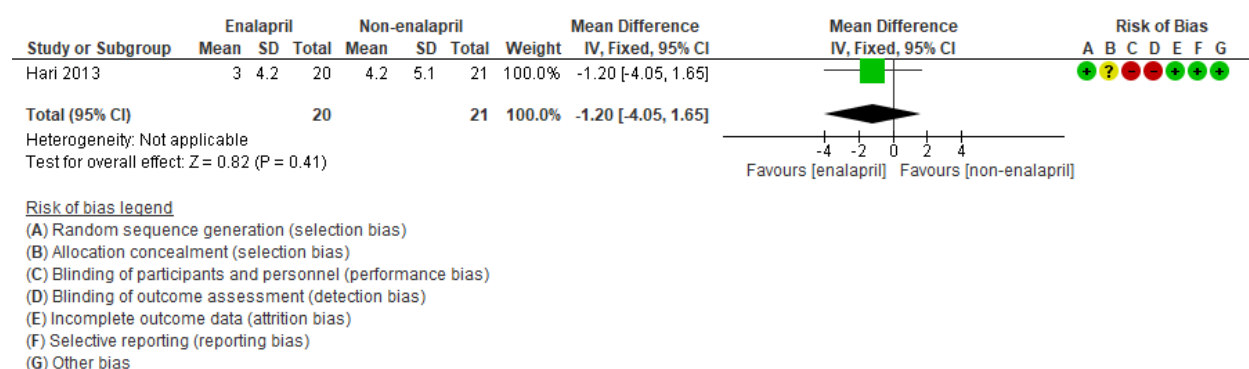 Enalapril Non-enalapril Mean Difference Mean Difference Risk of Bias
Study or Subgroup Mean SD Total Mean SD Total Weight IV, Fixed, 95% CI IV, Fixed, 95% CI A B C D E F G
Hari 2013 3 4.2 20 4.2 5.1 21 100.0% -1.20 [-4.05, 1.65] + ? - - + + +
Total (95% CI) 20 21 100.0% -1.20 [-4.05, 1.65]
Heterogeneity: Not applicable
Test for overall effect: Z = 0.82 (P = 0.41)
-4 -2 0 2 4
Favours [enalapril] Favours [non-enalapril]
Risk of bias legend
(A) Random sequence generation (selection bias)
(B) Allocation concealment (selection bias)
(C) Blinding of participants and personnel (performance bias)
(D) Blinding of outcome assessment (detection bias)
(E) Incomplete outcome data (attrition bias)
(F) Selective reporting (reporting bias)
(G) Other bias